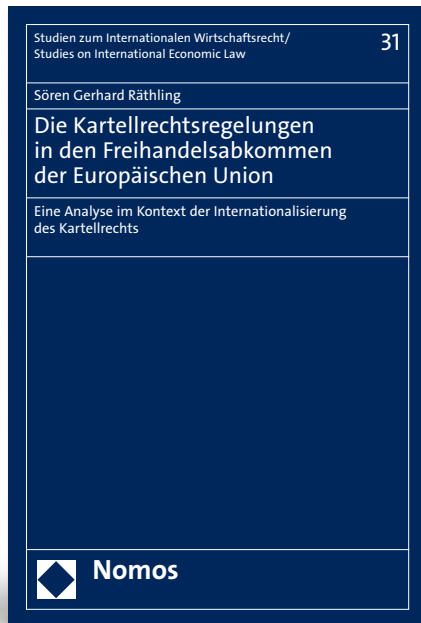 Studien zum Internationalen Wirtschaftsrecht/
Studies on International Economic Law
31
Sören Gerhard Räthling
Die Kartellrechtsregelungen
in den Freihandelsabkommen
der Europäischen Union
Eine Analyse im Kontext der Internationalisierung
des Kartellrechts
Nomos